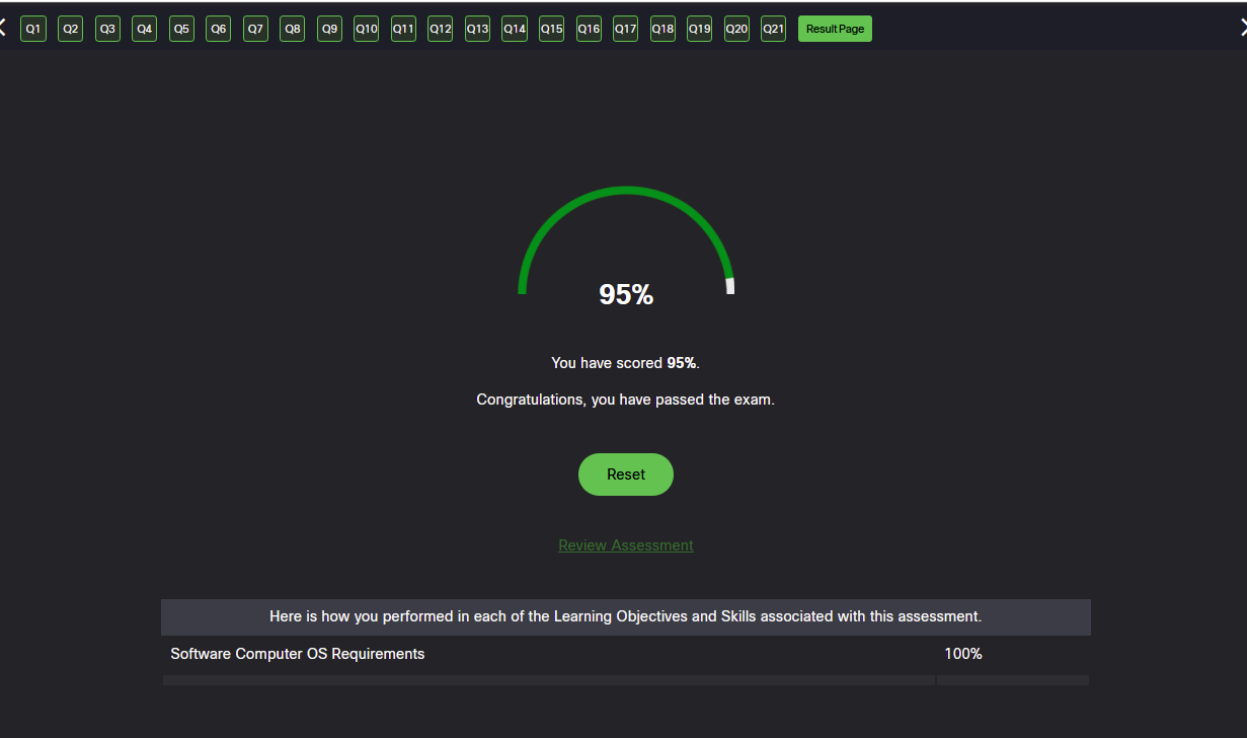 Q1 Q2 Q3 Q4 Q5 Q6 Q7 Q8 Q9 Q10 Q11 Q12 Q13 Q14 Q15 Q16 Q17 Q18 Q19 Q20 Q21 Result Page
95%
You have scored 95%.
Congratulations, you have passed the exam.
Reset
Review Assessment
Here is how you performed in each of the Learning Objectives and Skills associated with this assessment.
Software Computer OS Requirements 100%